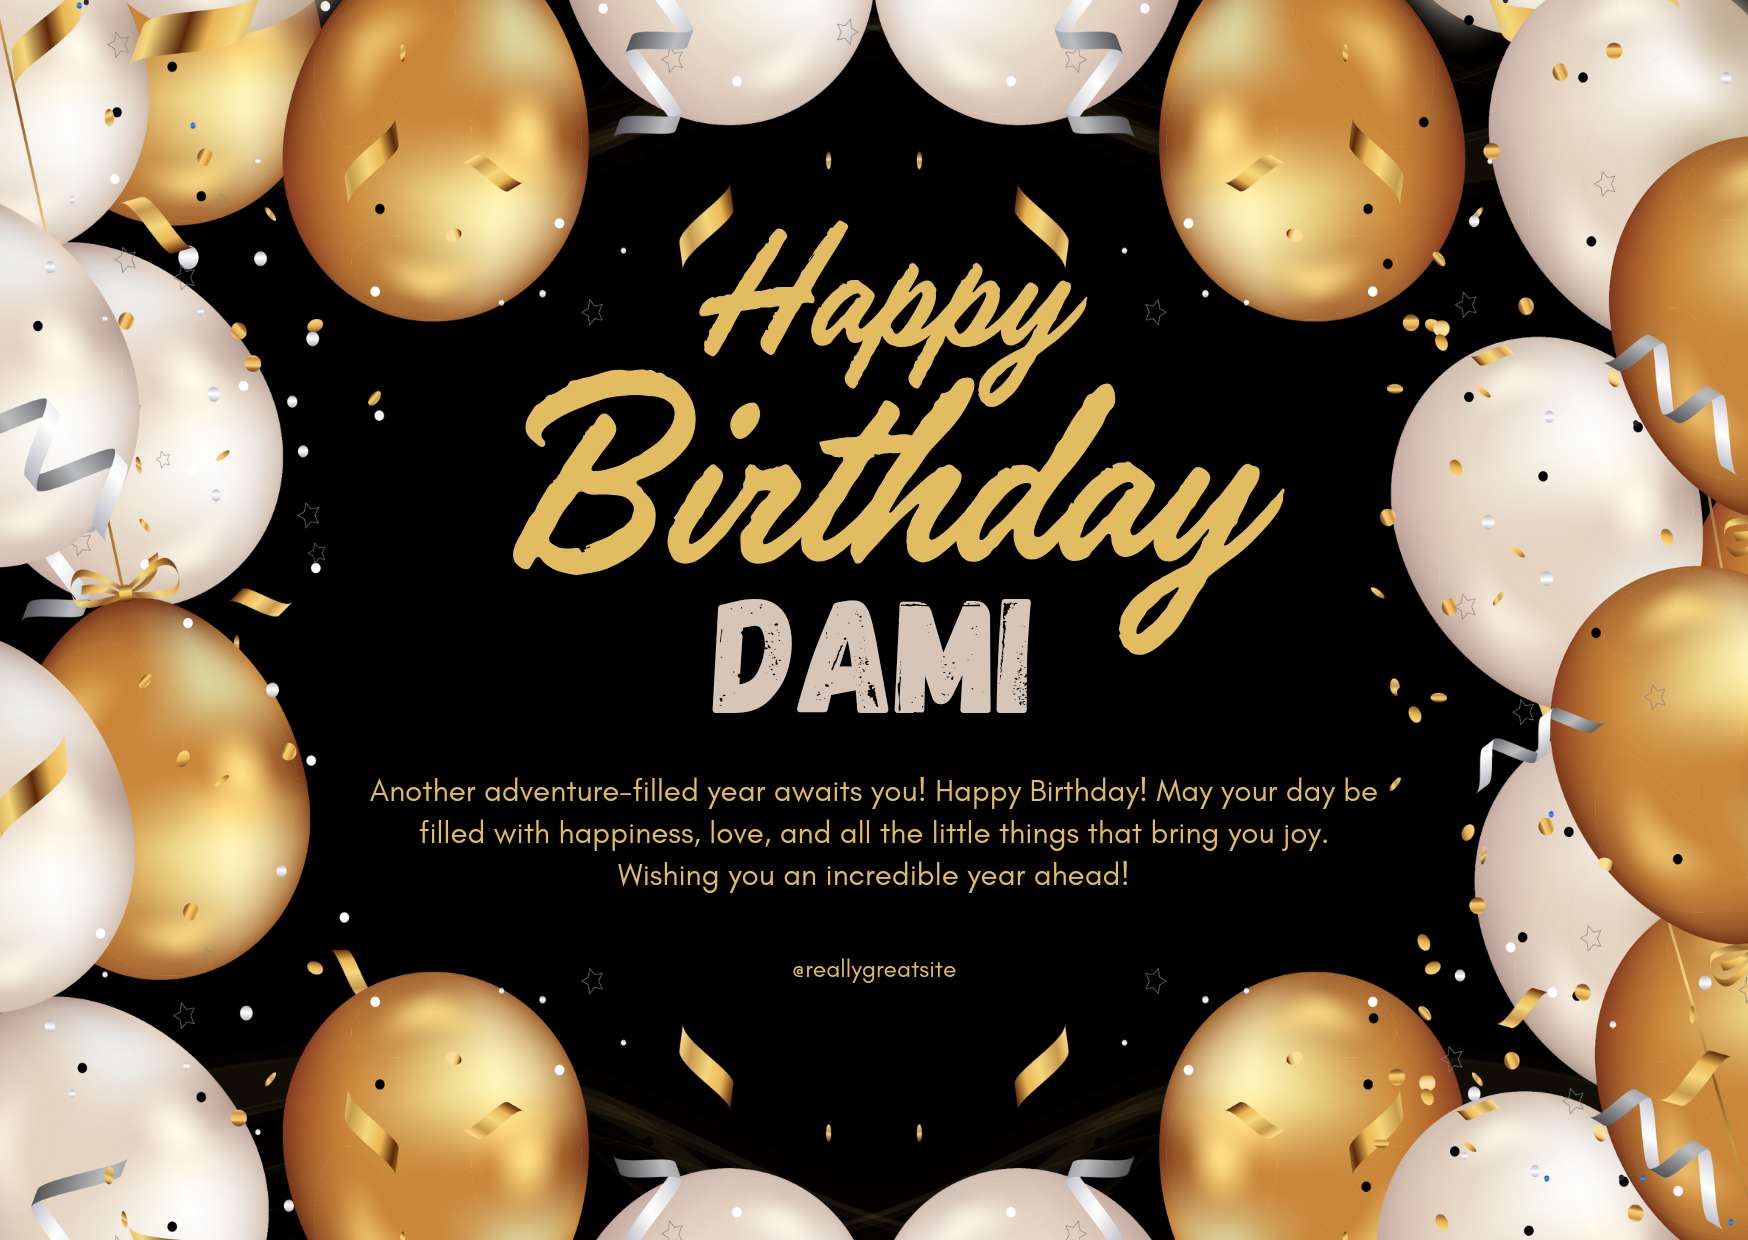 Happy
Birthday
DAMI
Another adventure-filled year awaits you! Happy Birthday! May your day be
filled with happiness, love, and all the little things that bring you joy.
Wishing you an incredible year ahead!
@reallygreatsite